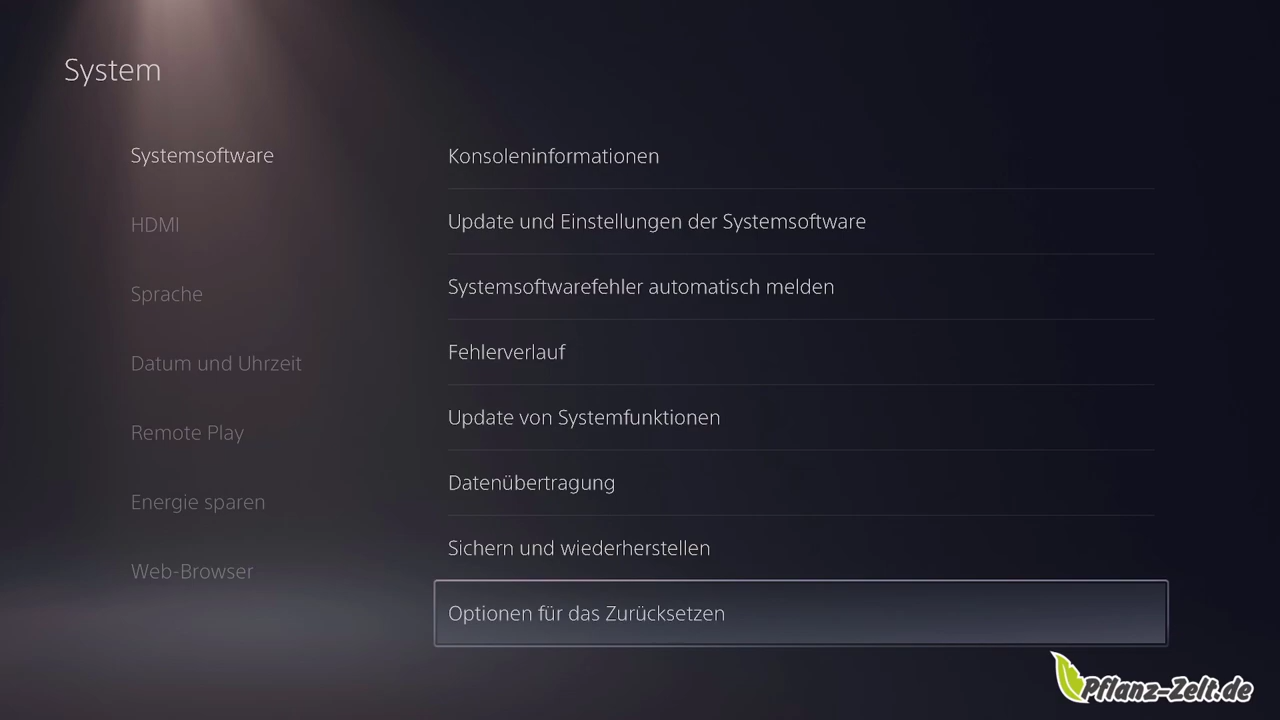 System
Systemsoftware
HDMI
Sprache
Datum und Uhrzeit
Remote Play
Energie sparen
Web-Browser
Konsoleninformationen
Update und Einstellungen der Systemsoftware
Systemsoftwarefehler automatisch melden
Fehlerverlauf
Update von Systemfunktionen
Datenübertragung
Sichern und wiederherstellen
Optionen für das Zurücksetzen
Pflanz-Zelt.de